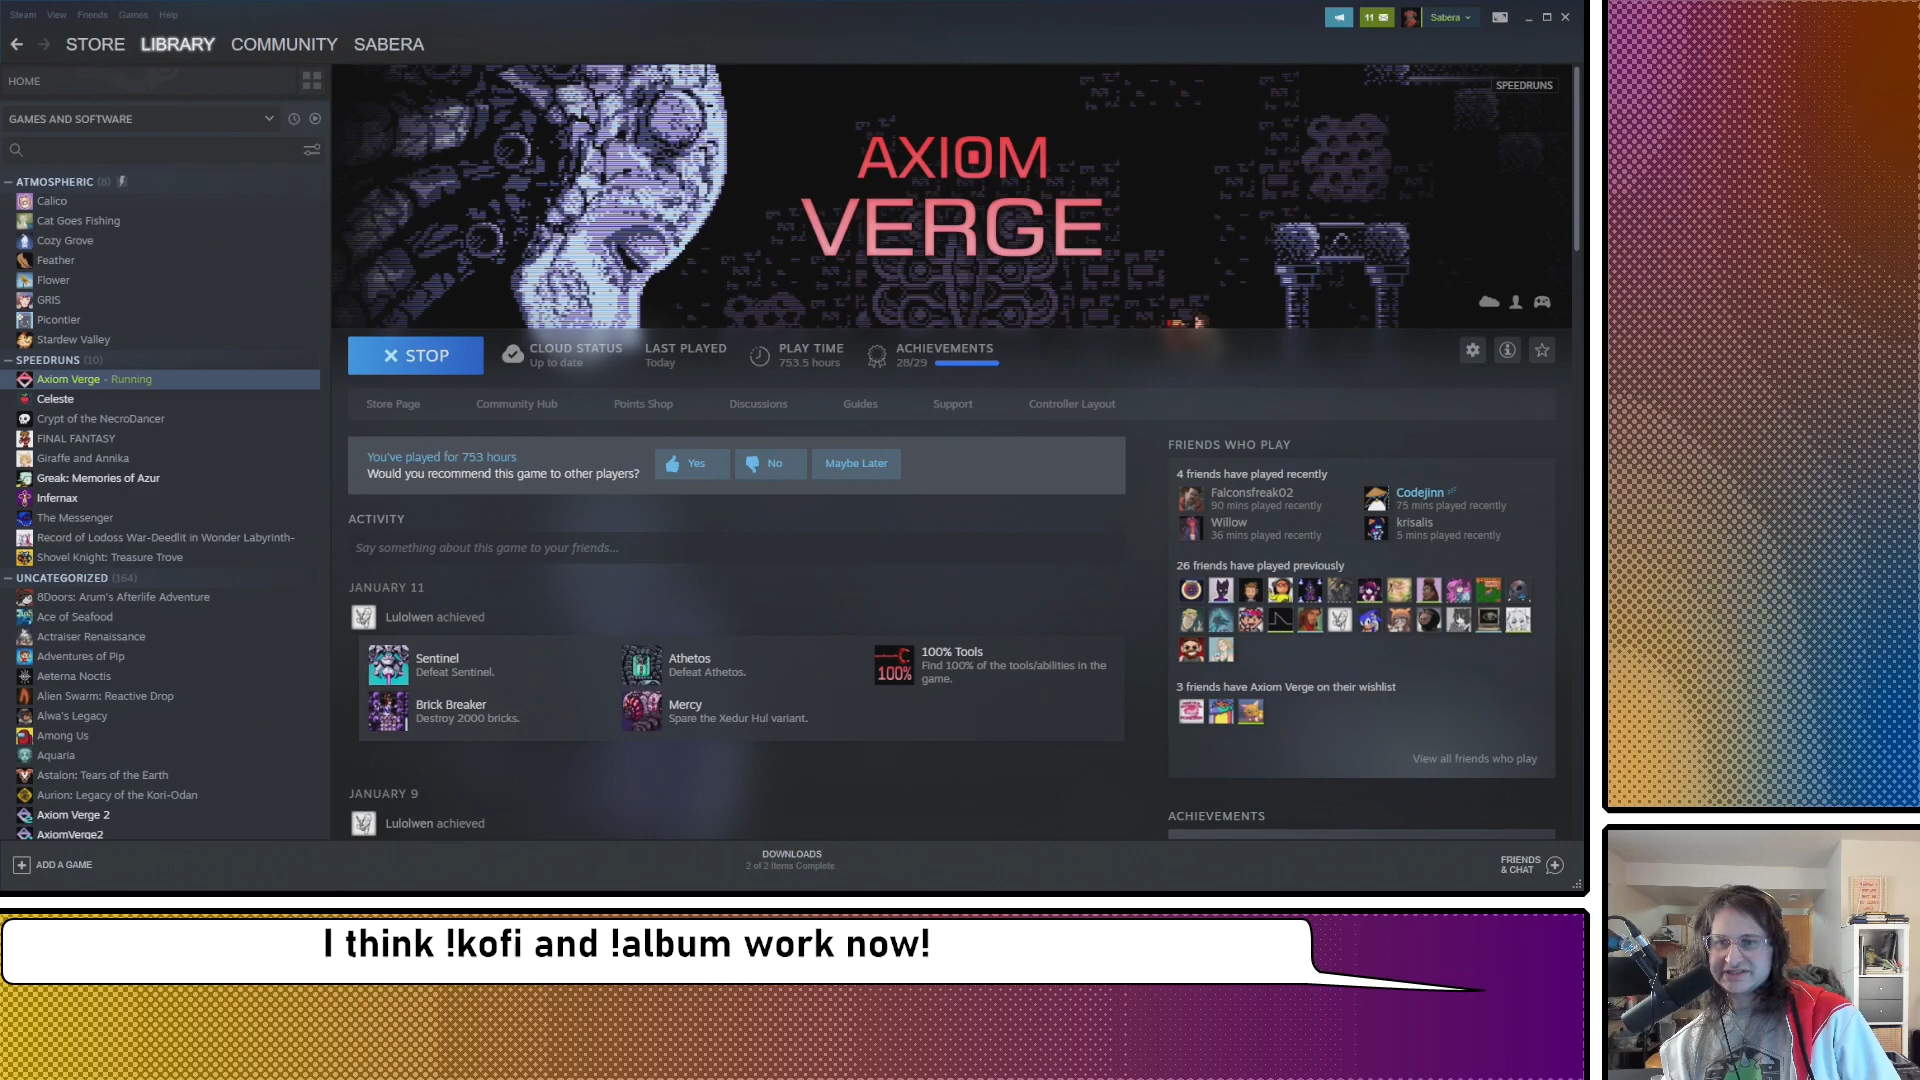 Steam View Friends Games Help
11 Sabera
STORE LIBRARY COMMUNITY SABERA
HOME
GAMES AND SOFTWARE
ATMOSPHERIC (8)
Calico
Cat Goes Fishing
Cozy Grove
Feather
Flower
GRIS
Picontier
Stardew Valley
SPEEDRUNS (10)
Axiom Verge - Running
Celeste
Crypt of the NecroDancer
FINAL FANTASY
Giraffe and Annika
Greak: Memories of Azur
Infernax
The Messenger
Record of Lodoss War-Deedlit in Wonder Labyrinth-
Shovel Knight: Treasure Trove
UNCATEGORIZED (164)
8Doors: Arum's Afterlife Adventure
Ace of Seafood
Actraiser Renaissance
Adventures of Pip
Aeterna Noctis
Alien Swarm: Reactive Drop
Alwa's Legacy
Among Us
Aquaria
Astalon: Tears of the Earth
Aurion: Legacy of the Kori-Odan
Axiom Verge 2
AxiomVerge2
ADD A GAME
SPEEDRUNS
AXIOM
VERGE
STOP
CLOUD STATUS
Up to date
LAST PLAYED
Today
PLAY TIME
753.5 hours
ACHIEVEMENTS
28/29
Store Page Community Hub Points Shop Discussions Guides Support Controller Layout
You've played for 753 hours
Would you recommend this game to other players?
Yes No Maybe Later
ACTIVITY
Say something about this game to your friends...
JANUARY 11
Lulolwen achieved
Sentinel
Defeat Sentinel.
Athetos
Defeat Athetos.
100%
100% Tools
Find 100% of the tools/abilities in the
game.
Brick Breaker
Destroy 2000 bricks.
Mercy
Spare the Xedur Hul variant.
JANUARY 9
Lulolwen achieved
FRIENDS WHO PLAY
4 friends have played recently
Falconsfreak02
90 mins played recently
Codejinn
75 mins played recently
Willow
36 mins played recently
krisalis
5 mins played recently
26 friends have played previously
3 friends have Axiom Verge on their wishlist
View all friends who play
ACHIEVEMENTS
DOWNLOADS
2 of 2 Items Complete
FRIENDS
& CHAT
I think !kofi and !album work now!